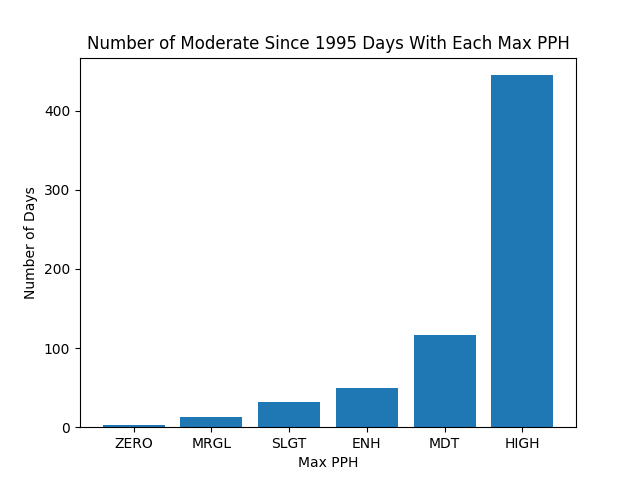 Number of Moderate Since 1995 Days With Each Max PPH
Number of Days
400
300
200
100
0
ZERO MRGL SLGT ENH MDT HIGH
Max PPH